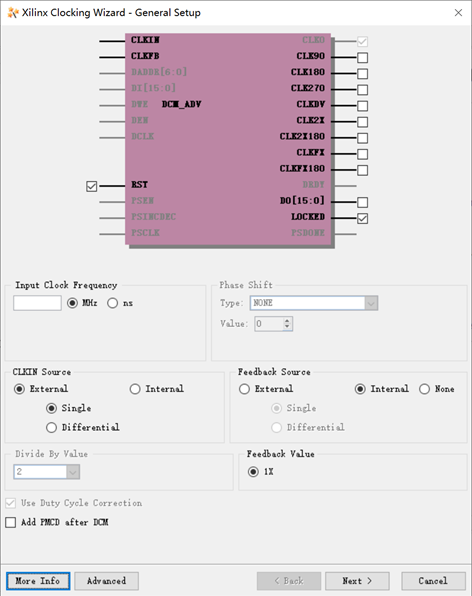 Xilinx Clocking Wizard - General Setup
CLKIN CLK0
CLKFB CLK90
DADDR[6:0] CLK180
DI[15:0] CLK270
DWE DCM_ADV CLKDV
DEN CLK2X
DCLK CLK2X180
CLKFX
CLKFX180
RST DRDY
PSEN DO[15:0]
PSINCDEC LOCKED
PSCLK PSDONE
Input Clock Frequency
MHz ns
Phase Shift
Type: NONE
Value: 0
CLKIN Source
External Internal
Single
Differential
Feedback Source
External Internal None
Single
Differential
Divide By Value
2
Feedback Value
1X
Use Duty Cycle Correction
Add PMCD after DCM
More Info Advanced < Back Next > Cancel